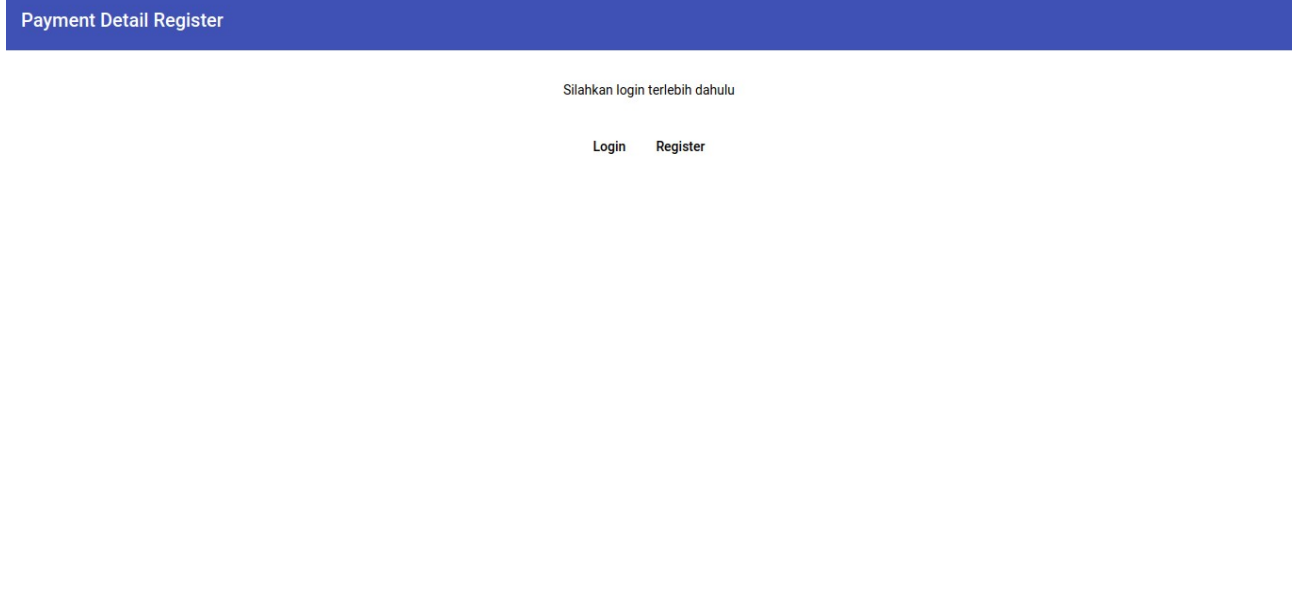 Payment Detail Register
Silahkan login terlebih dahulu
Login Register